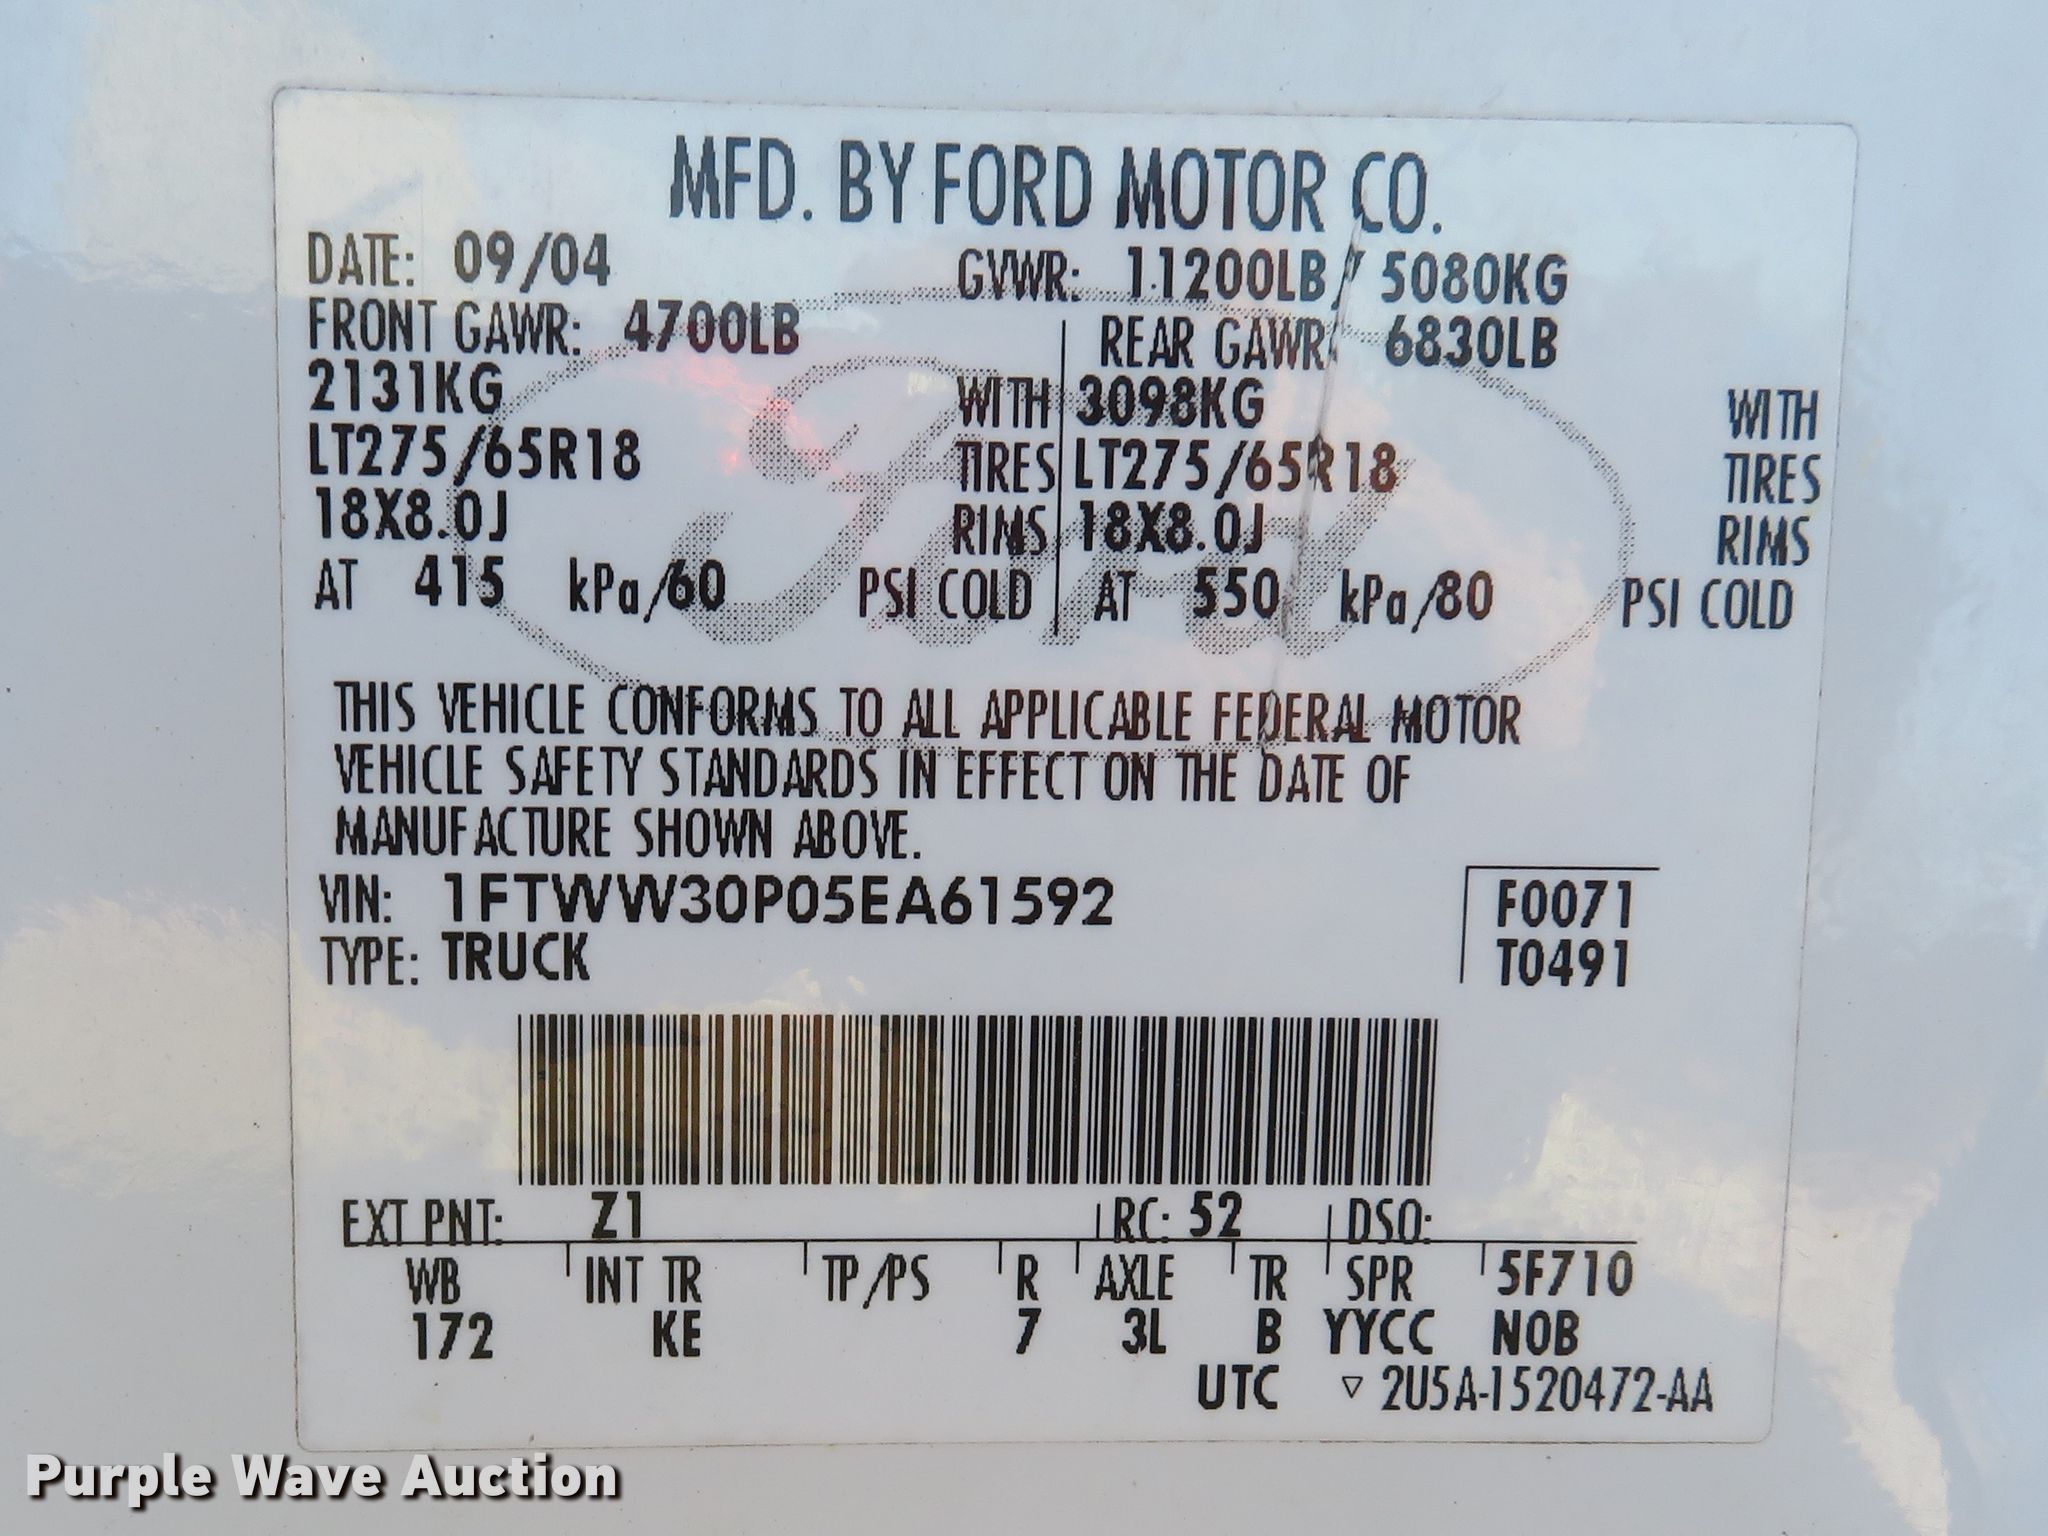 MFD. BY FORD MOTOR CO.
DATE: 09/04 GVWR: 11200LB/ 5080KG
FRONT GAWR: 4700LB REAR GAWR: 6830LB
2131KG WITH 3098KG WITH
LT275/65R18 TIRES LT275/65R18 TIRES
18X8.0J RIMS 18X8.0J RIMS
AT 415 kPa/60 PSI COLD AT 550 kPa/80 PSI COLD
Ford
THIS VEHICLE CONFORMS TO ALL APPLICABLE FEDERAL MOTOR
VEHICLE SAFETY STANDARDS IN EFFECT ON THE DATE OF
MANUFACTURE SHOWN ABOVE.
VIN: 1FTWW30P05EA61592 F0071
TYPE: TRUCK T0491
EXT PNT: Z1 RC: 52 DSO:
WB INT TR TP/PS R AXLE TR SPR 5F710
172 KE 7 3L B YYCC NOB
UTC ▽ 2U5A-1520472-AA
Purple Wave Auction